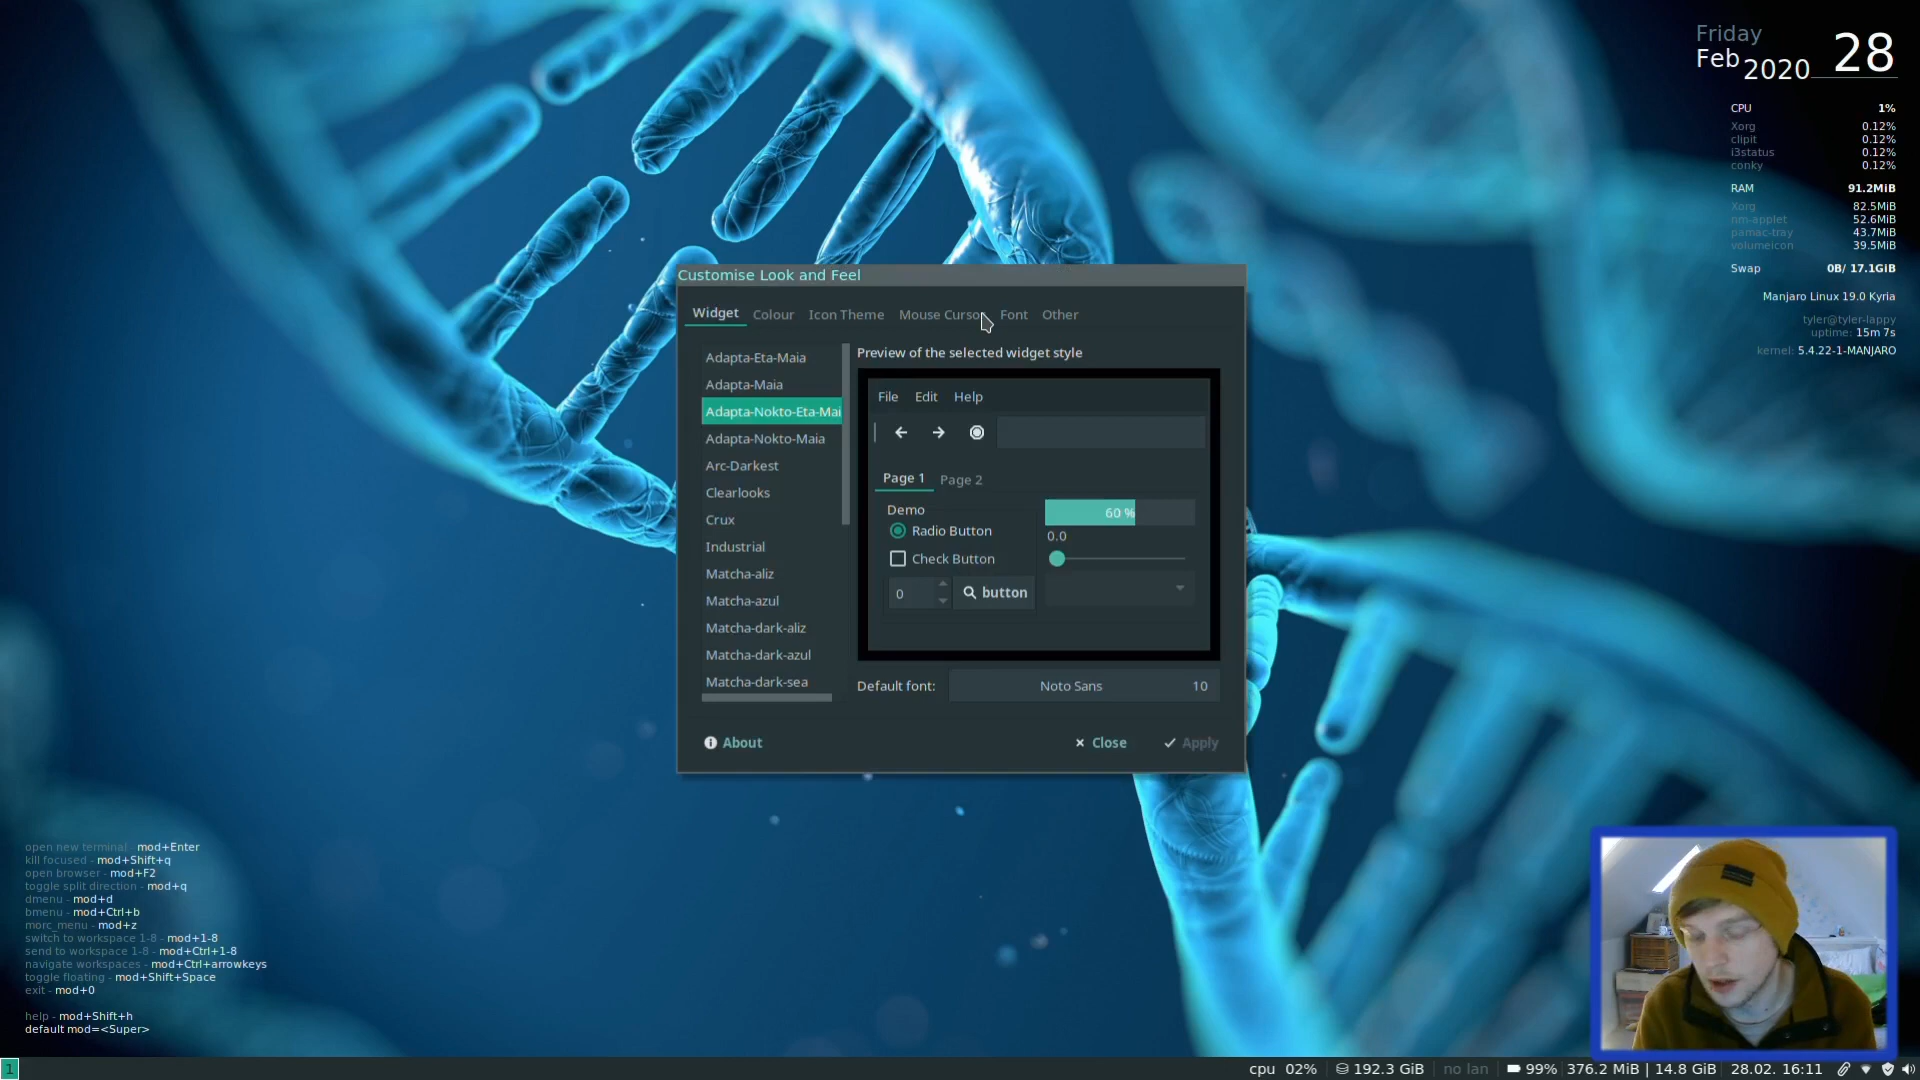 Friday
Feb 2020 28
CPU 1%
Xorg 0.12%
clipit 0.12%
i3status 0.12%
conky 0.12%
RAM 91.2MiB
Xorg 82.5MiB
nm-applet 52.6MiB
pamac-tray 43.7MiB
volumeicon 39.5MiB
Swap 0B/ 17.1GiB
Manjaro Linux 19.0 Kyria
tyler@tyler-lappy
uptime: 15m 7s
kernel: 5.4.22-1-MANJARO
Customise Look and Feel
Widget Colour Icon Theme Mouse Cursor Font Other
Adapta-Eta-Maia
Adapta-Maia
Adapta-Nokto-Eta-Mai
Adapta-Nokto-Maia
Arc-Darkest
Clearlooks
Crux
Industrial
Matcha-aliz
Matcha-azul
Matcha-dark-aliz
Matcha-dark-azul
Matcha-dark-sea
Preview of the selected widget style
File Edit Help
Page 1 Page 2
Demo
Radio Button
Check Button
0 button
60 %
0.0
Default font: Noto Sans 10
About Close Apply
open new terminal - mod+Enter
kill focused - mod+Shift+q
open browser - mod+F2
toggle split direction - mod+q
dmenu - mod+d
bmenu - mod+Ctrl+b
morc_menu - mod+z
switch to workspace 1-8 - mod+1-8
send to workspace 1-8 - mod+Ctrl+1-8
navigate workspaces - mod+Ctrl+arrowkeys
toggle floating - mod+Shift+Space
exit - mod+0
help - mod+Shift+h
default mod=<Super>
1 cpu 02% 192.3 GiB no lan 99% 376.2 MiB | 14.8 GiB 28.02. 16:11